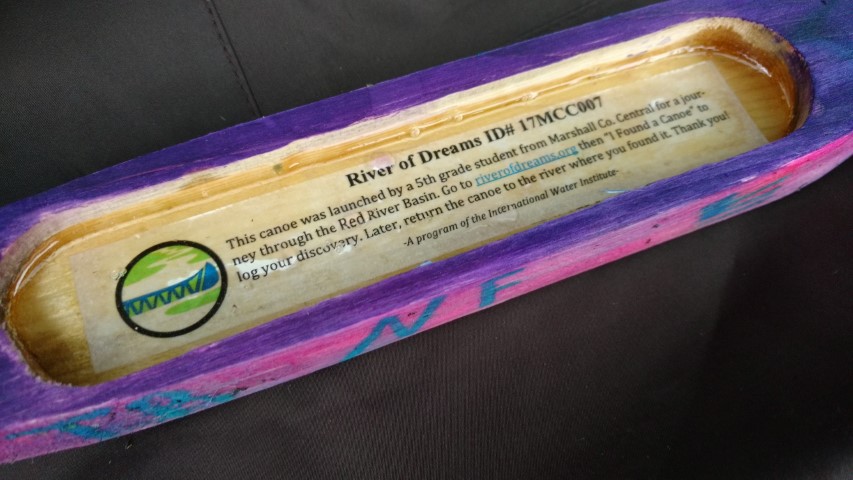 River of Dreams ID# 17MCC007
This canoe was launched by a 5th grade student from Marshall Co. Central for a jour-
ney through the Red River Basin. Go to riverofdreams.org then "I Found a Canoe" to
log your discovery. Later, return the canoe to the river where you found it. Thank you!
-A program of the International Water Institute-
N F